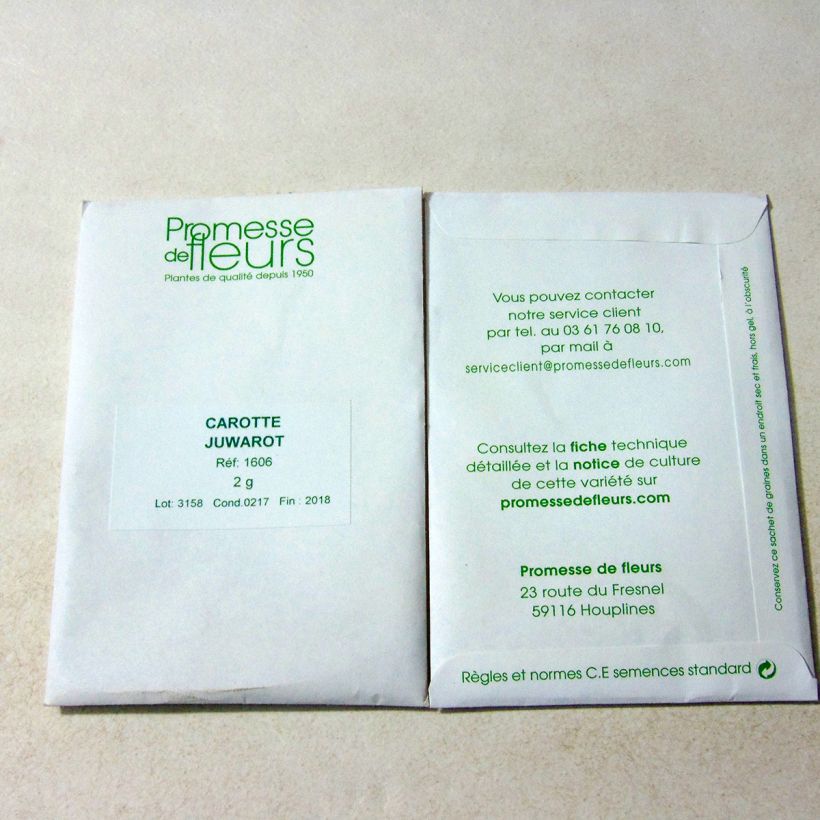 Promesse
de fleurs
Plantes de qualité depuis 1950
CAROTTE
JUWAROT
Réf: 1606
2 g
Lot: 3158 Cond.0217 Fin : 2018
Vous pouvez contacter
notre service client
par tel. au 03 61 76 08 10,
par mail à
serviceclient@promessedefleurs.com
Consultez la fiche technique
détaillée et la notice de culture
de cette variété sur
promessedefleurs.com
Promesse de fleurs
23 route du Fresnel
59116 Houplines
Règles et normes C.E semences standard
Conservez ce sachet de graines dans un endroit sec et frais, hors gel, à l'obscurité